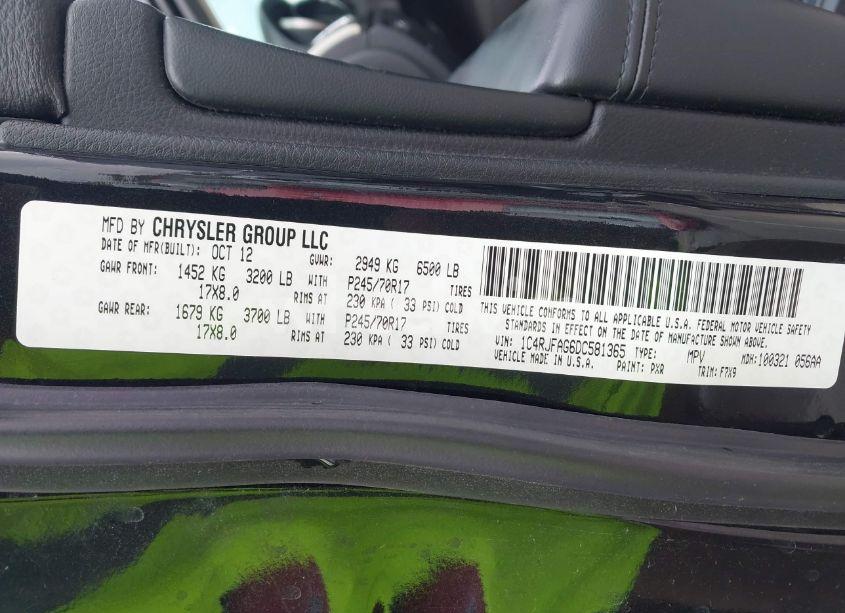 MFD BY CHRYSLER GROUP LLC
DATE OF MFR(BUILT): OCT 12 GVWR: 2949 KG 6500 LB
GAWR FRONT: 1452 KG 3200 LB WITH P245/70R17 TIRES
17X8.0 RIMS AT 230 KPA ( 33 PSI) COLD
GAWR REAR: 1679 KG 3700 LB WITH P245/70R17 TIRES
17X8.0 RIMS AT 230 KPA ( 33 PSI) COLD
THIS VEHICLE CONFORMS TO ALL APPLICABLE U.S.A. FEDERAL MOTOR VEHICLE SAFETY
STANDARDS IN EFFECT ON THE DATE OF MANUFACTURE SHOWN ABOVE.
VIN: 1C4RJFAG6DC581365 TYPE: MPV MDH:100321 056AA
VEHICLE MADE IN U.S.A. PAINT: PXR TRIM:F7X9